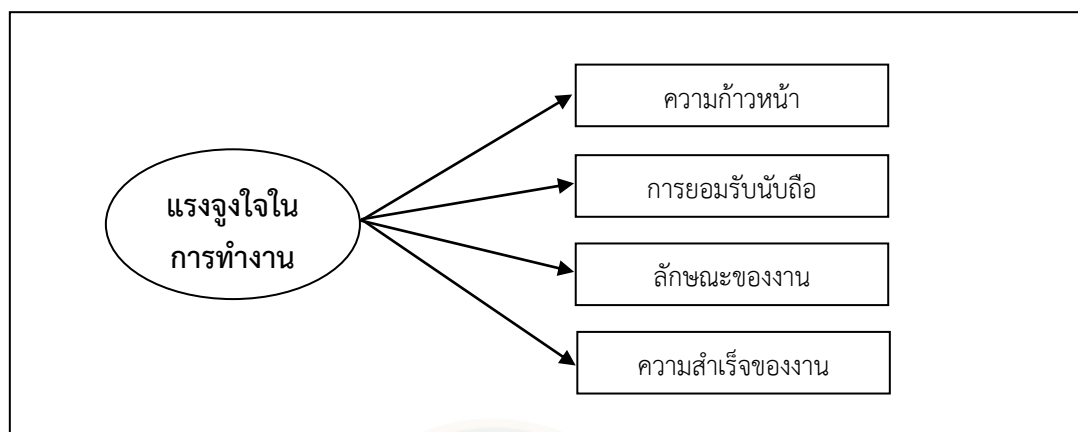 ความก้าวหน้า
การยอมรับนับถือ
แรงจูงใจใน
การทำงาน
ลักษณะของงาน
ความสำเร็จของงาน